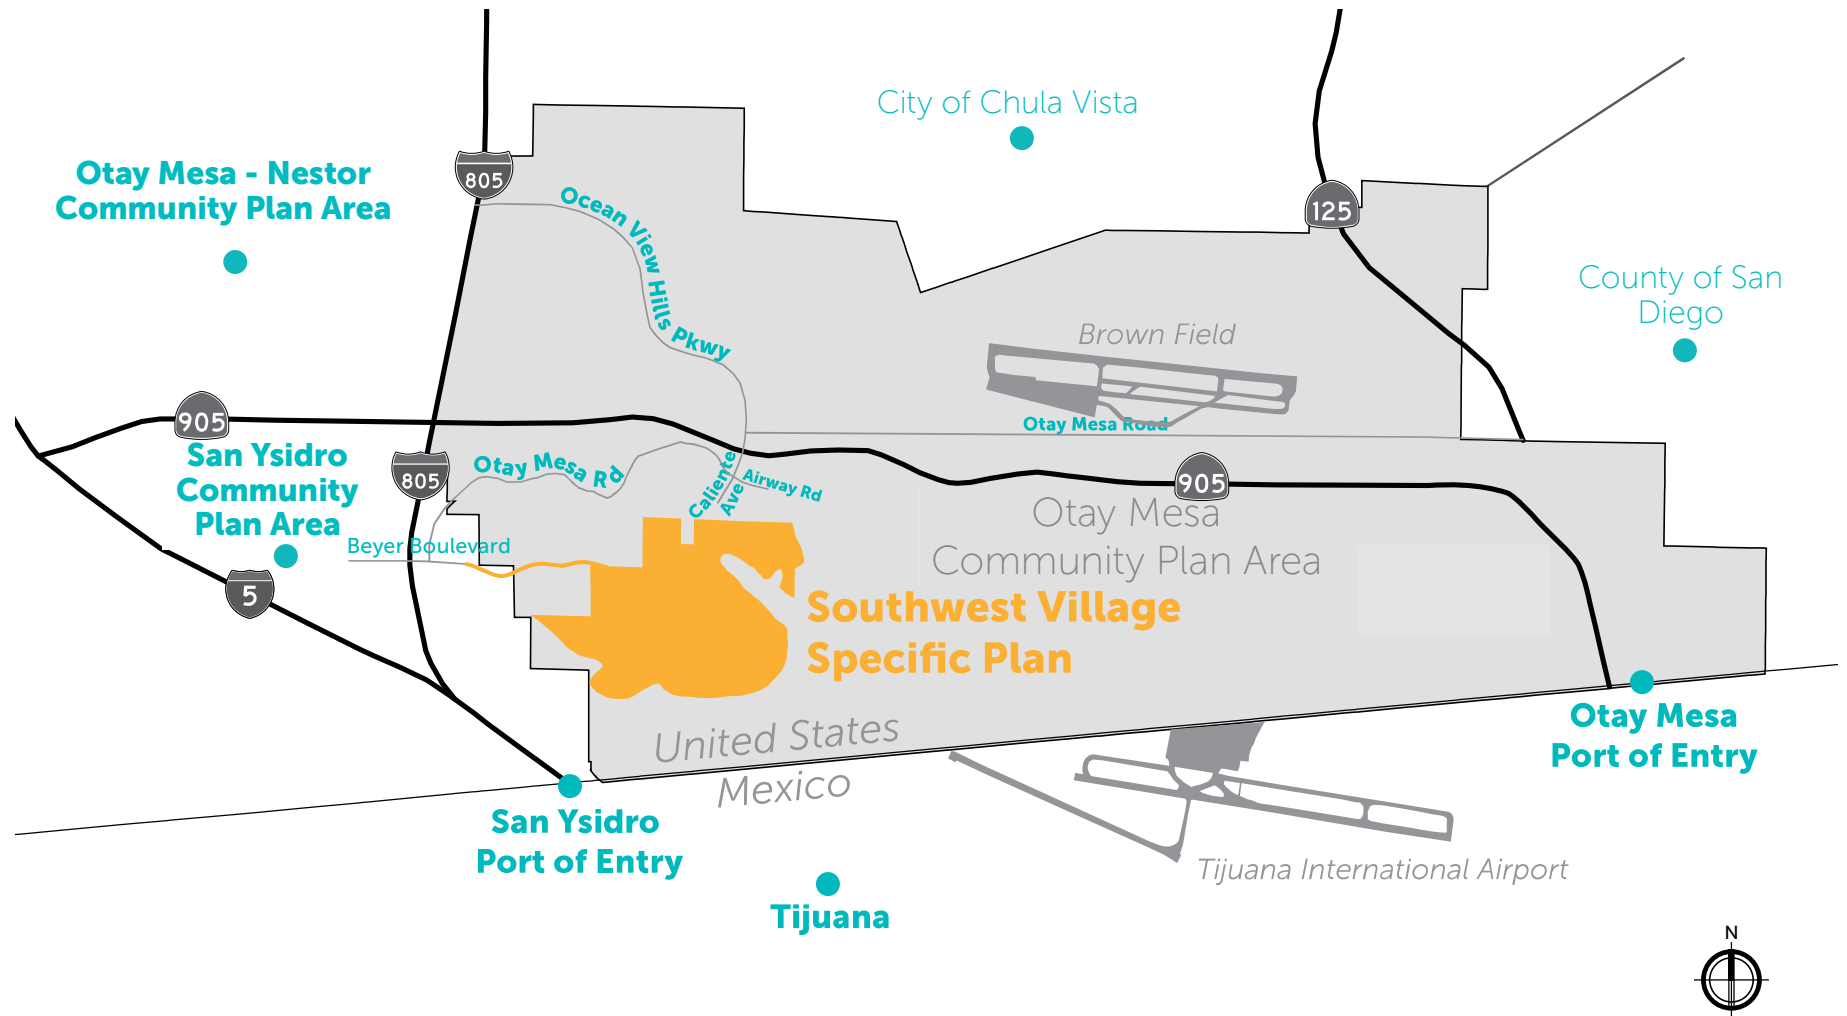 City of Chula Vista
Otay Mesa - Nestor
Community Plan Area
805
Ocean View Hills Pkwy
125
County of San
Diego
Brown Field
Otay Mesa Road
905
San Ysidro
Community
Plan Area
805
Otay Mesa Rd
Caliente
Ave
Airway Rd
905
Otay Mesa
Community Plan Area
Beyer Boulevard
5
Southwest Village
Specific Plan
United States
Mexico
Otay Mesa
Port of Entry
San Ysidro
Port of Entry
Tijuana International Airport
Tijuana
N